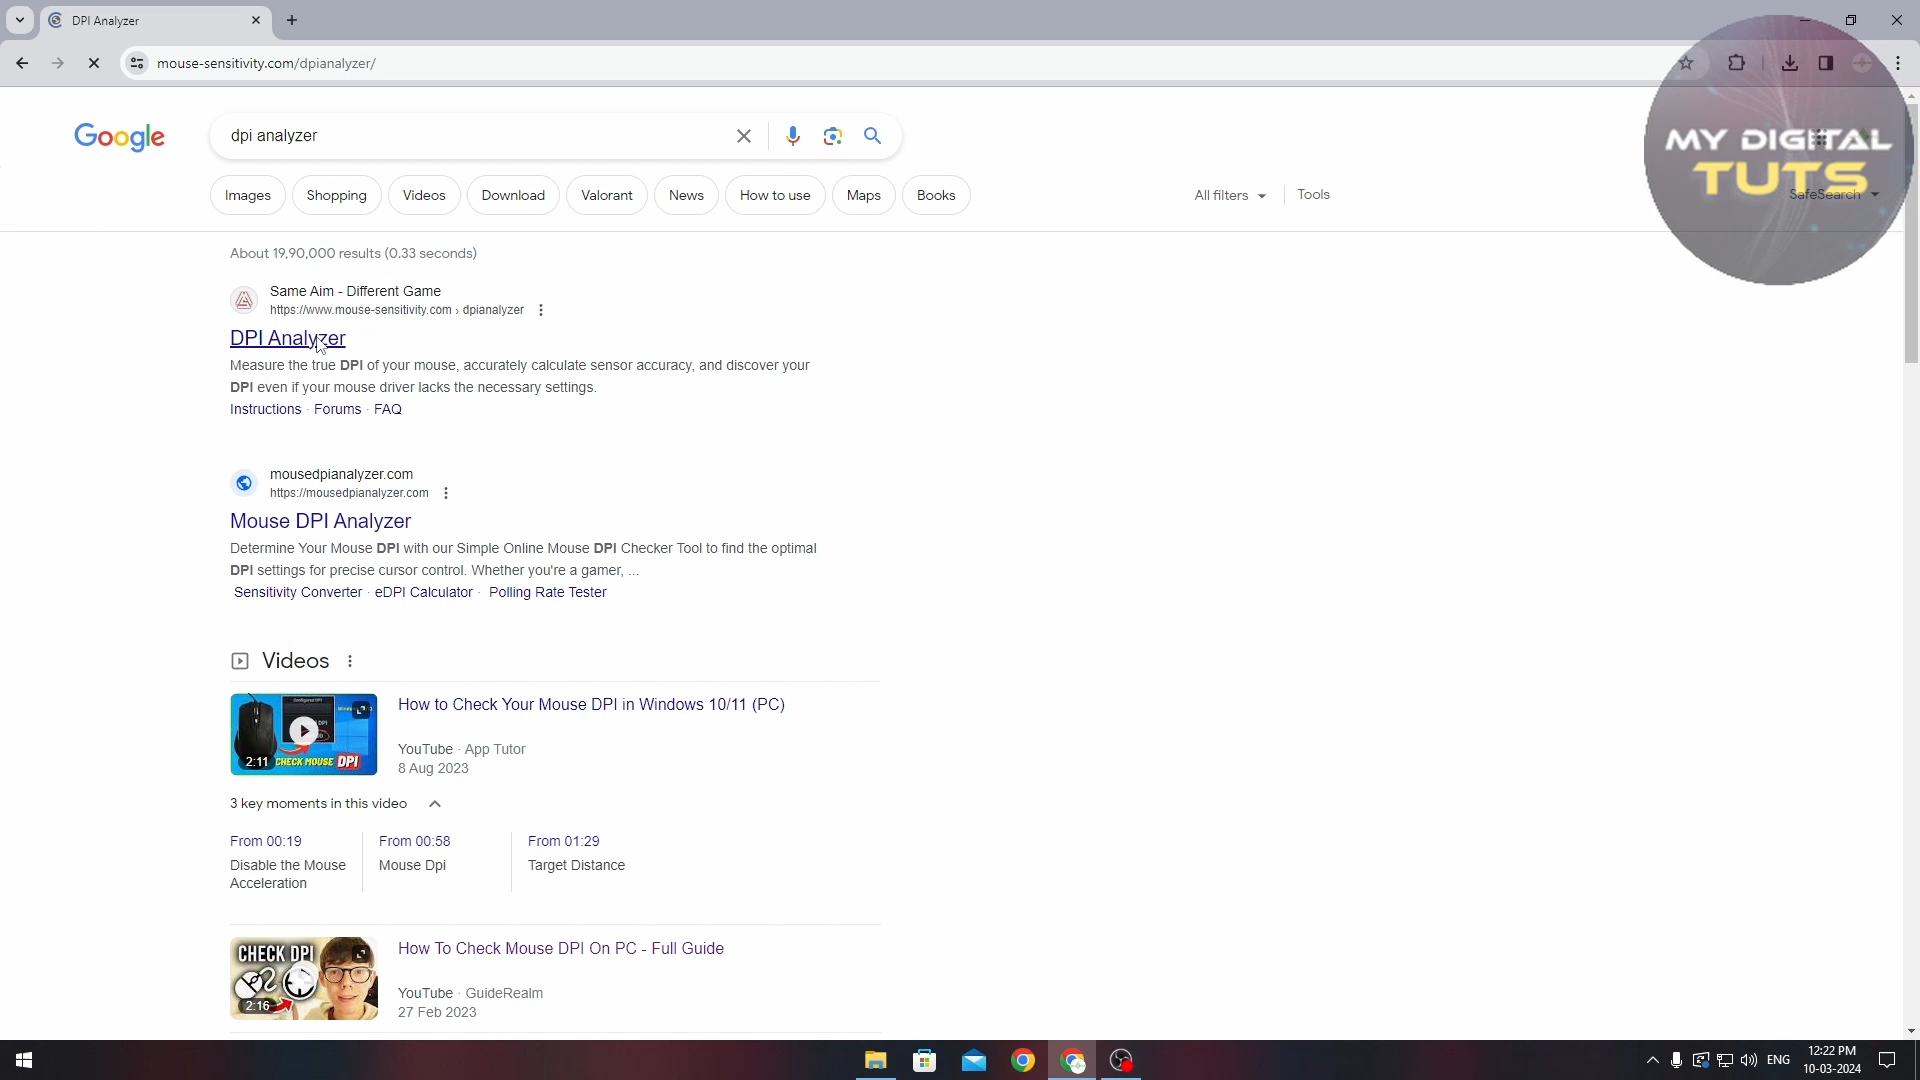 DPI Analyzer
mouse-sensitivity.com/dpianalyzer/
MY DIGITAL
TUTS
Google
dpi analyzer
Images
Shopping
Videos
Download
Valorant
News
How to use
Maps
Books
All filters
Tools
SafeSearch
About 19,90,000 results (0.33 seconds)
Same Aim - Different Game
https://www.mouse-sensitivity.com › dpianalyzer
DPI Analyzer
Measure the true DPI of your mouse, accurately calculate sensor accuracy, and discover your
DPI even if your mouse driver lacks the necessary settings.
Instructions · Forums · FAQ
mousedpianalyzer.com
https://mousedpianalyzer.com
Mouse DPI Analyzer
Determine Your Mouse DPI with our Simple Online Mouse DPI Checker Tool to find the optimal
DPI settings for precise cursor control. Whether you're a gamer, ...
Sensitivity Converter · eDPI Calculator · Polling Rate Tester
Videos
CHECK MOUSE DPI
2:11
How to Check Your Mouse DPI in Windows 10/11 (PC)
YouTube · App Tutor
8 Aug 2023
3 key moments in this video
From 00:19
Disable the Mouse
Acceleration
From 00:58
Mouse Dpi
From 01:29
Target Distance
CHECK DPI
2:16
How To Check Mouse DPI On PC - Full Guide
YouTube · GuideRealm
27 Feb 2023
ENG
12:22 PM
10-03-2024